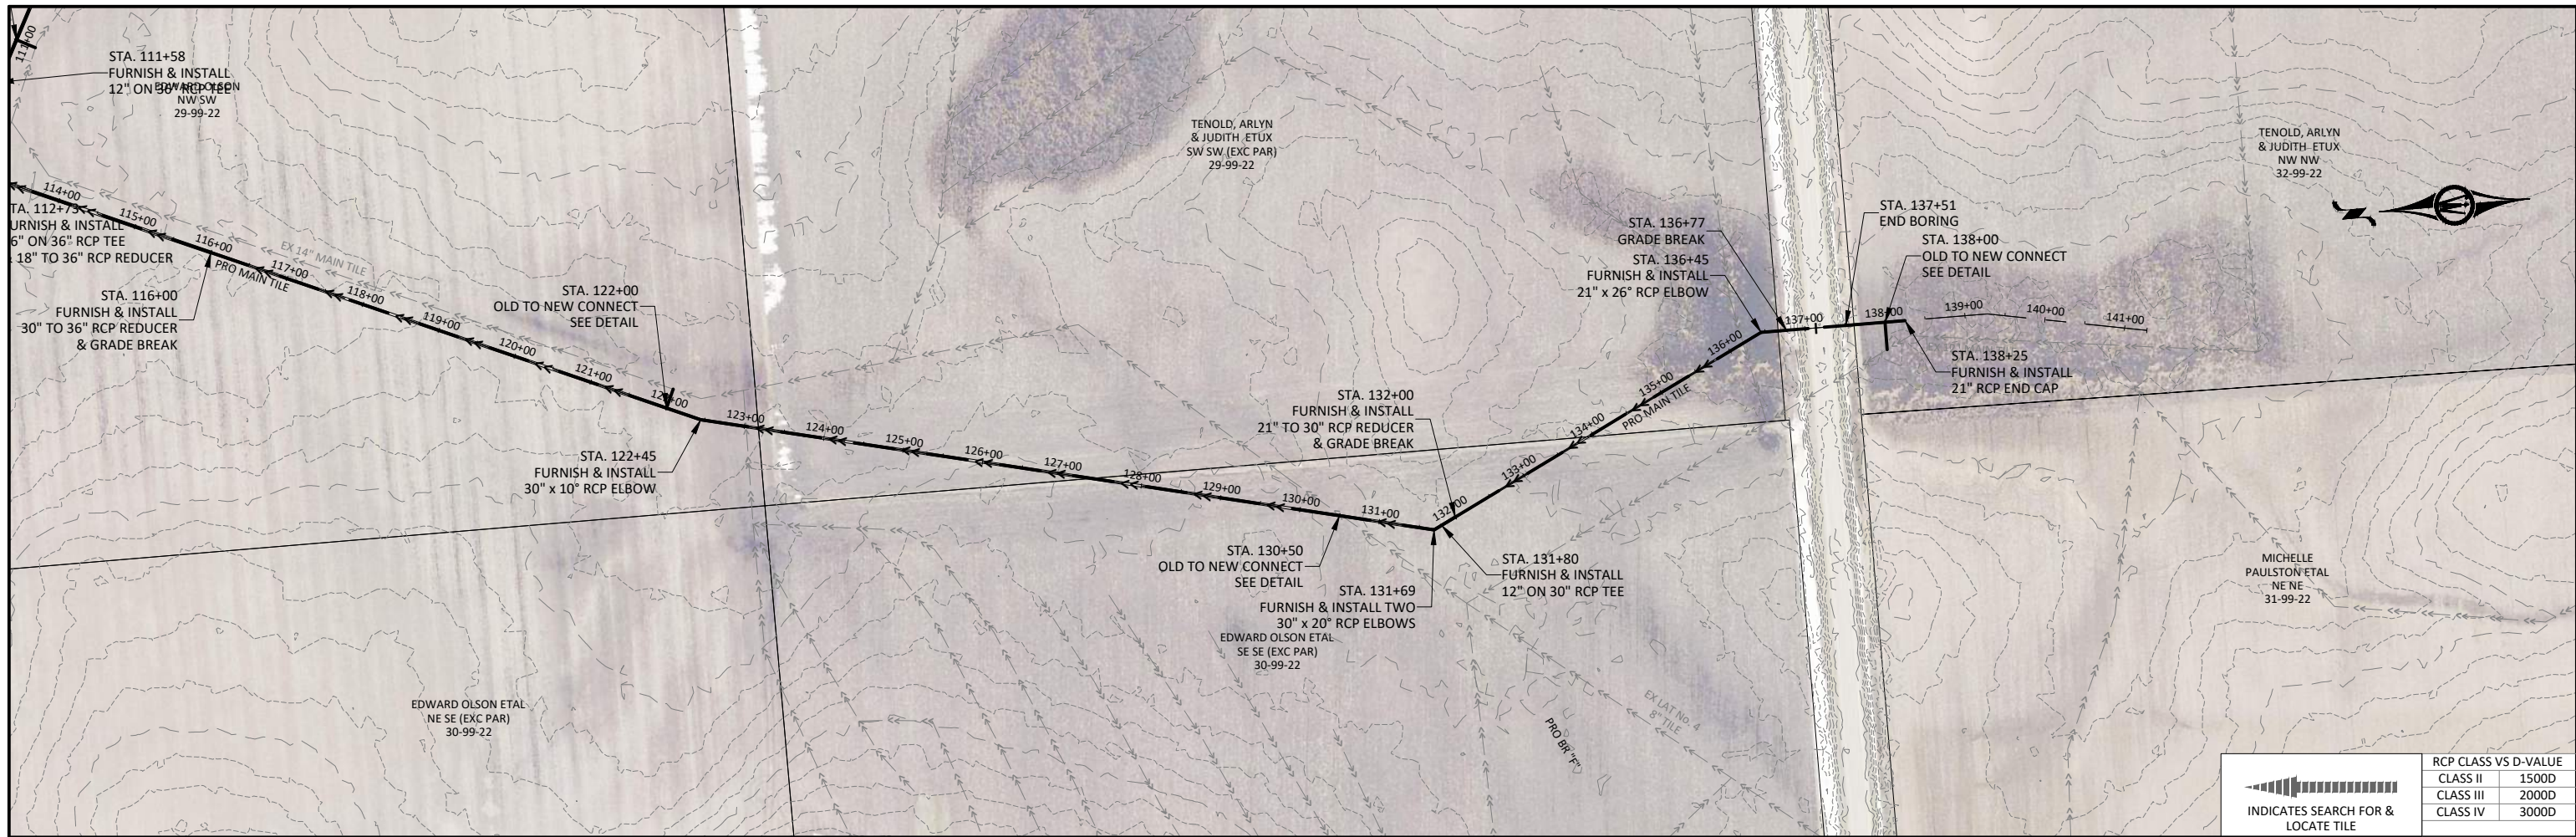 111+00
STA. 111+58
FURNISH & INSTALL
12" ON 36" RCP TEE
EDWARD OLSON
NW SW
29-99-22
114+00
TA. 112+73
URNISH & INSTALL
6" ON 36" RCP TEE
18" TO 36" RCP REDUCER
115+00
116+00
EX 14" MAIN TILE
PRO MAIN TILE
117+00
STA. 116+00
FURNISH & INSTALL
30" TO 36" RCP REDUCER
& GRADE BREAK
118+00
119+00
120+00
121+00
STA. 122+00
OLD TO NEW CONNECT
SEE DETAIL
122+00
STA. 122+45
FURNISH & INSTALL
30" x 10° RCP ELBOW
123+00
124+00
125+00
126+00
127+00
128+00
129+00
130+00
131+00
TENOLD, ARLYN
& JUDITH ETUX
SW SW (EXC PAR)
29-99-22
STA. 130+50
OLD TO NEW CONNECT
SEE DETAIL
STA. 131+69
FURNISH & INSTALL TWO
30" x 20° RCP ELBOWS
EDWARD OLSON ETAL
SE SE (EXC PAR)
30-99-22
EDWARD OLSON ETAL
NE SE (EXC PAR)
30-99-22
STA. 132+00
FURNISH & INSTALL
21" TO 30" RCP REDUCER
& GRADE BREAK
STA. 131+80
FURNISH & INSTALL
12" ON 30" RCP TEE
132+00
133+00
134+00
135+00
PRO MAIN TILE
136+00
STA. 136+77
GRADE BREAK
STA. 136+45
FURNISH & INSTALL
21" x 26° RCP ELBOW
137+00
138+00
STA. 137+51
END BORING
STA. 138+00
OLD TO NEW CONNECT
SEE DETAIL
139+00
140+00
141+00
STA. 138+25
FURNISH & INSTALL
21" RCP END CAP
TENOLD, ARLYN
& JUDITH ETUX
NW NW
32-99-22
N
MICHELLE
PAULSTON ETAL
NE NE
31-99-22
EX LAT No. 4
8" TILE
PRO BR "F"
INDICATES SEARCH FOR &
LOCATE TILE
RCP CLASS VS D-VALUE
CLASS II 1500D
CLASS III 2000D
CLASS IV 3000D